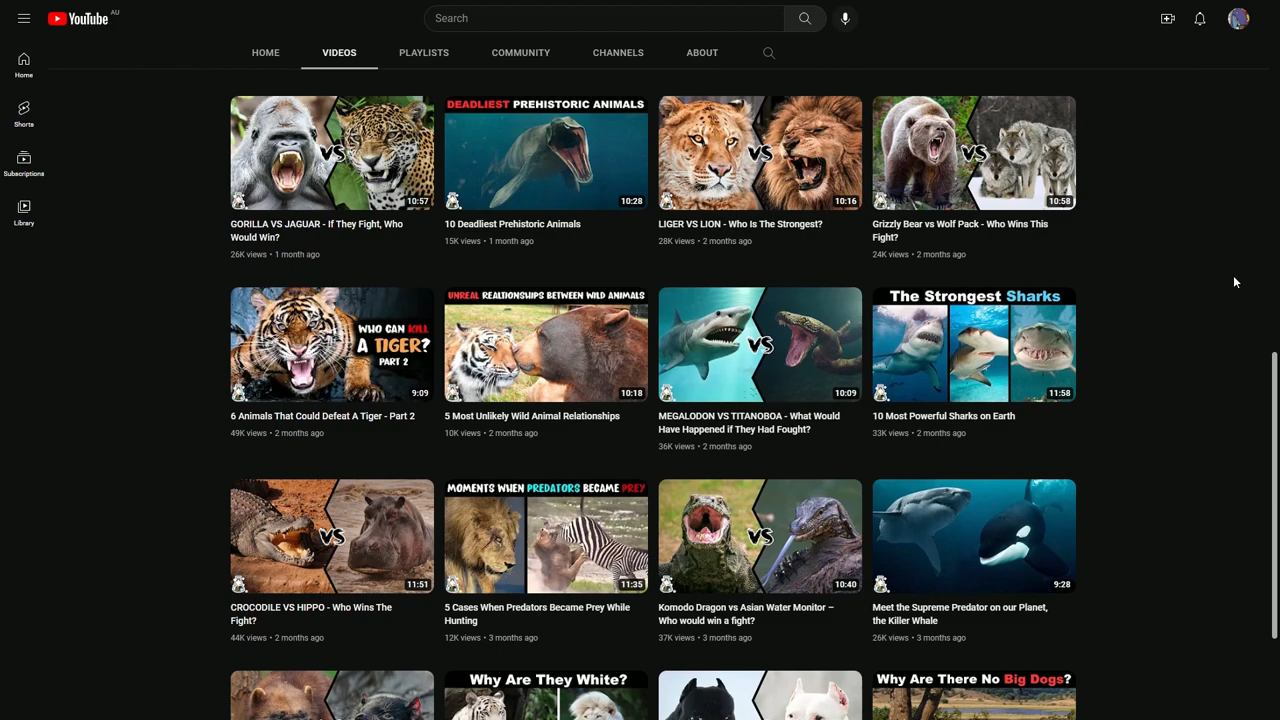 YouTube AU
Search
HOME VIDEOS PLAYLISTS COMMUNITY CHANNELS ABOUT
Home
Shorts
Subscriptions
Library
VS
10:57
GORILLA VS JAGUAR - If They Fight, Who
Would Win?
26K views • 1 month ago
DEADLIEST PREHISTORIC ANIMALS
10:28
10 Deadliest Prehistoric Animals
15K views • 1 month ago
VS
10:16
LIGER VS LION - Who Is The Strongest?
28K views • 2 months ago
VS
10:58
Grizzly Bear vs Wolf Pack - Who Wins This
Fight?
24K views • 2 months ago
WHO CAN KILL
A TIGER?
PART 2
9:09
6 Animals That Could Defeat A Tiger - Part 2
49K views • 2 months ago
UNREAL REALTIONSHIPS BETWEEN WILD ANIMALS
10:18
5 Most Unlikely Wild Animal Relationships
10K views • 2 months ago
VS
10:09
MEGALODON VS TITANOBOA - What Would
Have Happened if They Had Fought?
36K views • 2 months ago
The Strongest Sharks
11:58
10 Most Powerful Sharks on Earth
33K views • 2 months ago
VS
11:51
CROCODILE VS HIPPO - Who Wins The
Fight?
44K views • 2 months ago
MOMENTS WHEN PREDATORS BECAME PREY
11:35
5 Cases When Predators Became Prey While
Hunting
12K views • 3 months ago
VS
10:40
Komodo Dragon vs Asian Water Monitor –
Who would win a fight?
37K views • 3 months ago
9:28
Meet the Supreme Predator on our Planet,
the Killer Whale
26K views • 3 months ago
Why Are They White?
Why Are There No Big Dogs?